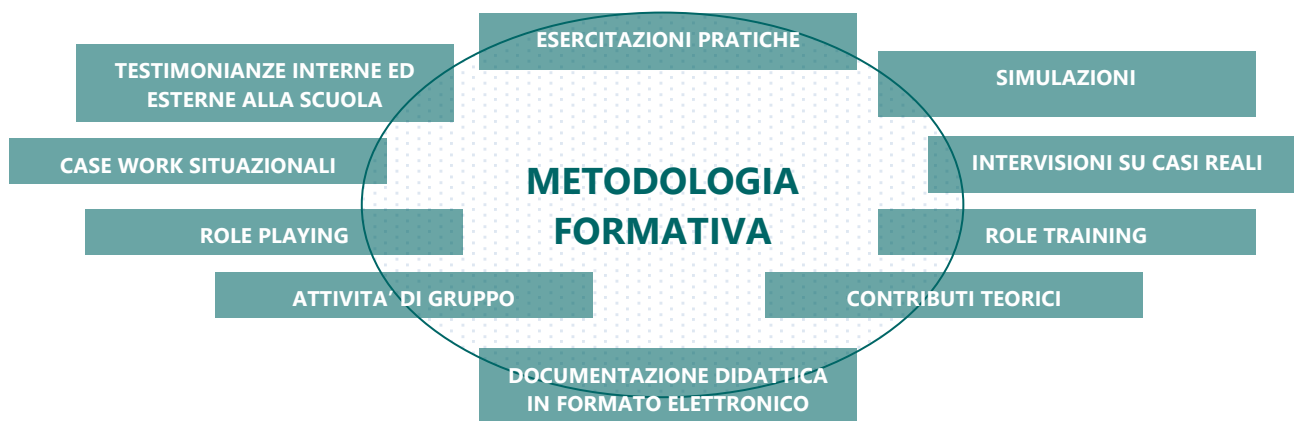 ESERCITAZIONI PRATICHE
TESTIMONIANZE INTERNE ED
ESTERNE ALLA SCUOLA
SIMULAZIONI
CASE WORK SITUAZIONALI
INTERVISIONI SU CASI REALI
METODOLOGIA
FORMATIVA
ROLE PLAYING
ROLE TRAINING
ATTIVITA’ DI GRUPPO
CONTRIBUTI TEORICI
DOCUMENTAZIONE DIDATTICA
IN FORMATO ELETTRONICO